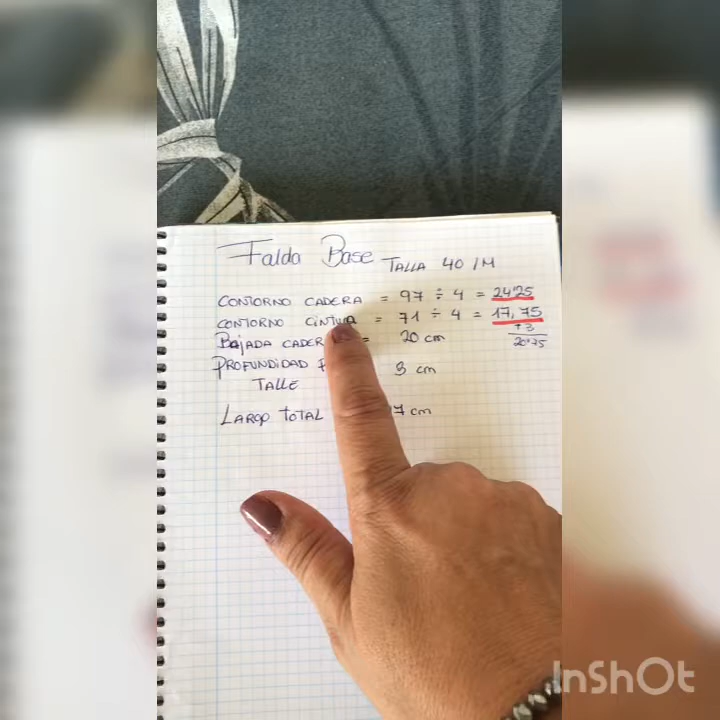 Falda Base TALLA 40/M
CONTORNO CADERA = 97 ÷ 4 = 24'25
CONTORNO CINTURA = 71 ÷ 4 = 17,75
+3
20'75
BAJADA CADER = 20 cm
PROFUNDIDAD 3 cm
TALLE
LARGO TOTAL 7 cm
InShOt